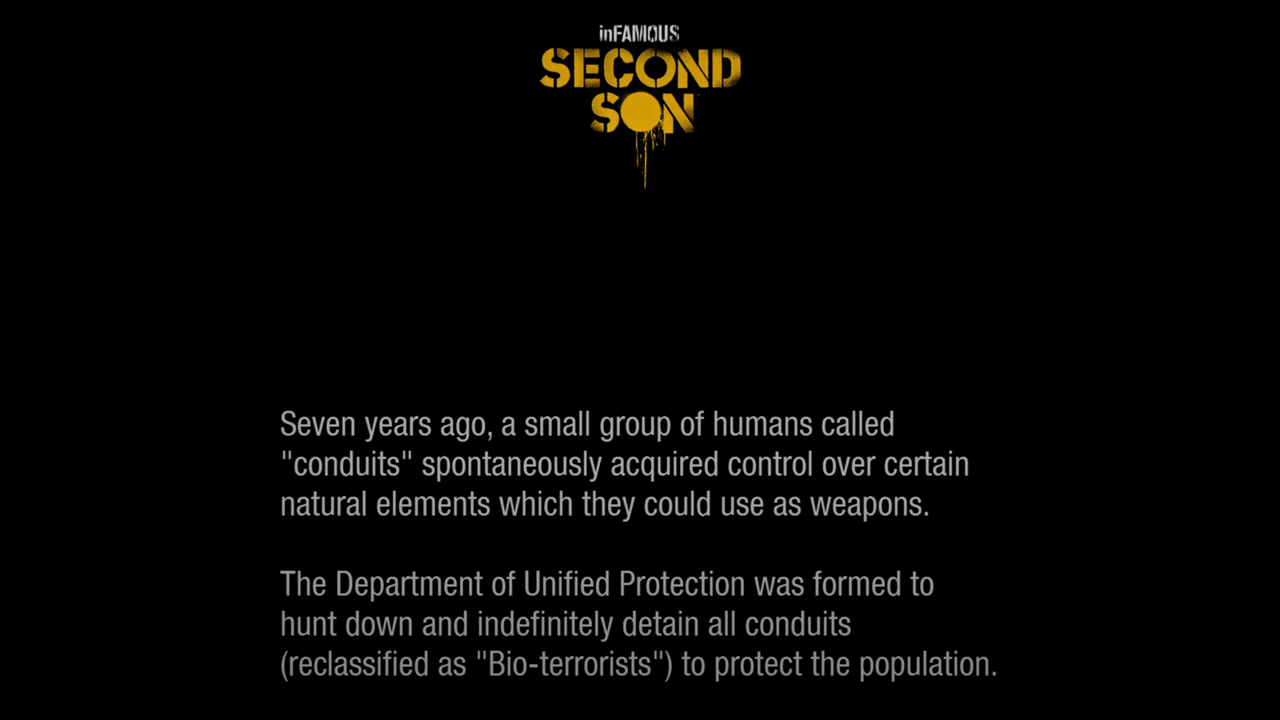 inFAMOUS
SECOND
SON
Seven years ago, a small group of humans called
"conduits" spontaneously acquired control over certain
natural elements which they could use as weapons.
The Department of Unified Protection was formed to
hunt down and indefinitely detain all conduits
(reclassified as "Bio-terrorists") to protect the population.